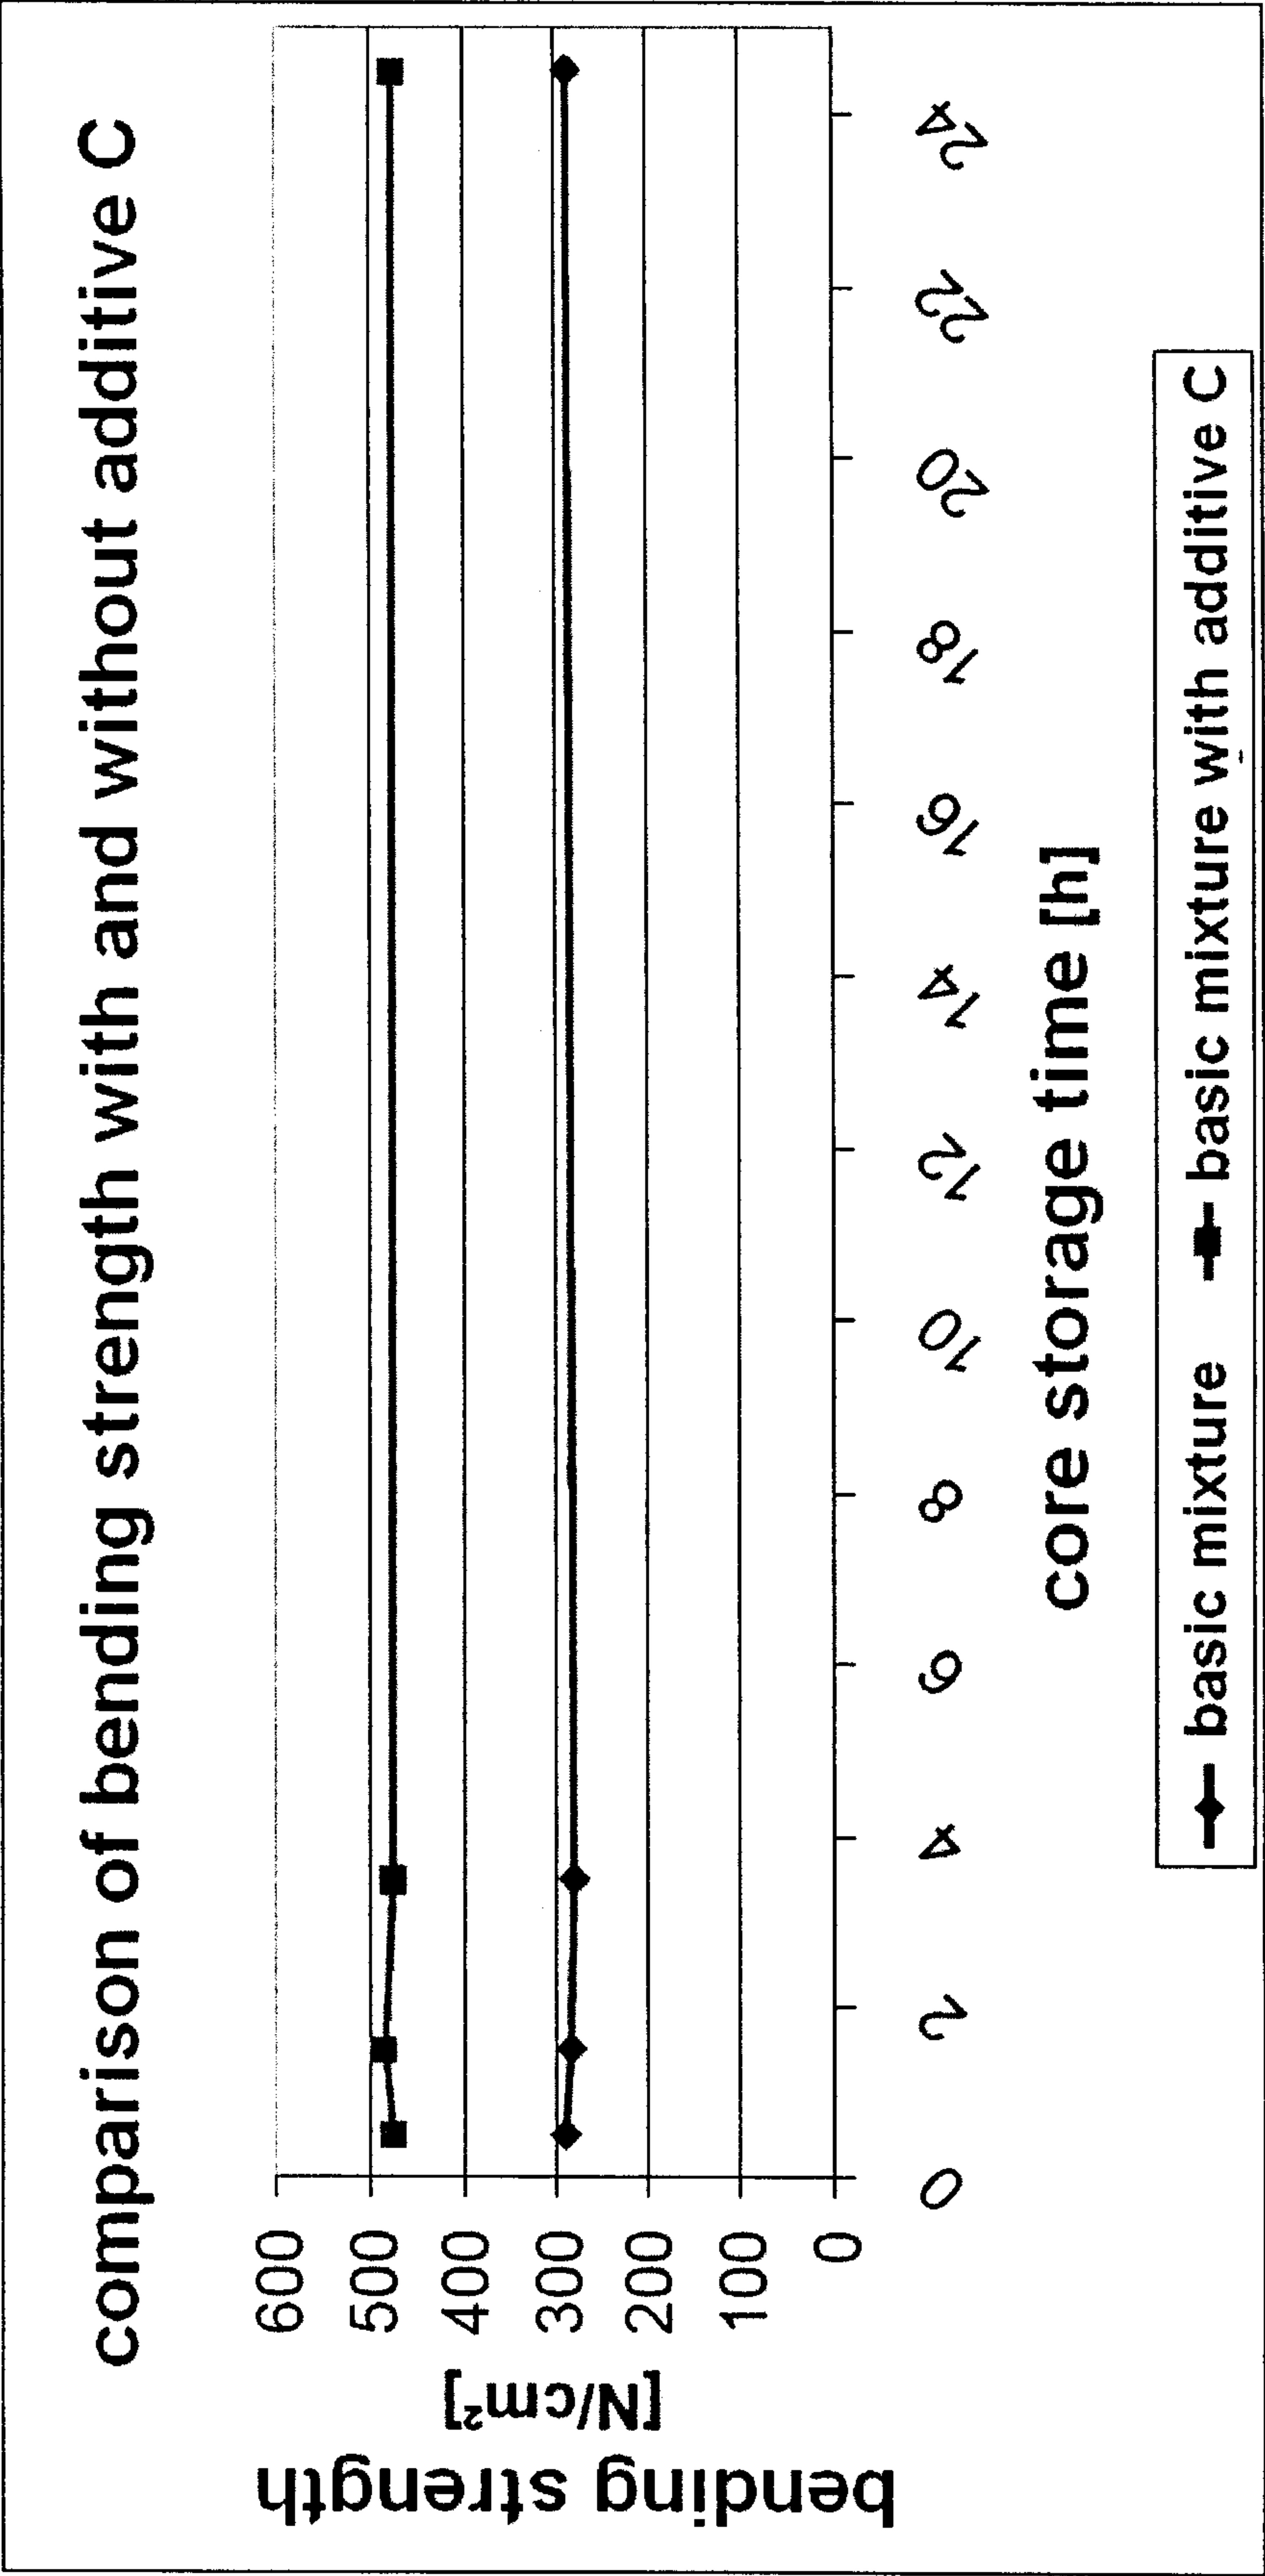 comparison of bending strength with and without additive C
bending strength
[N/cm²]
600
500
400
300
200
100
0
0 2 4 6 8 10 12 14 16 18 20 22 24
core storage time [h]
basic mixture basic mixture with additive C